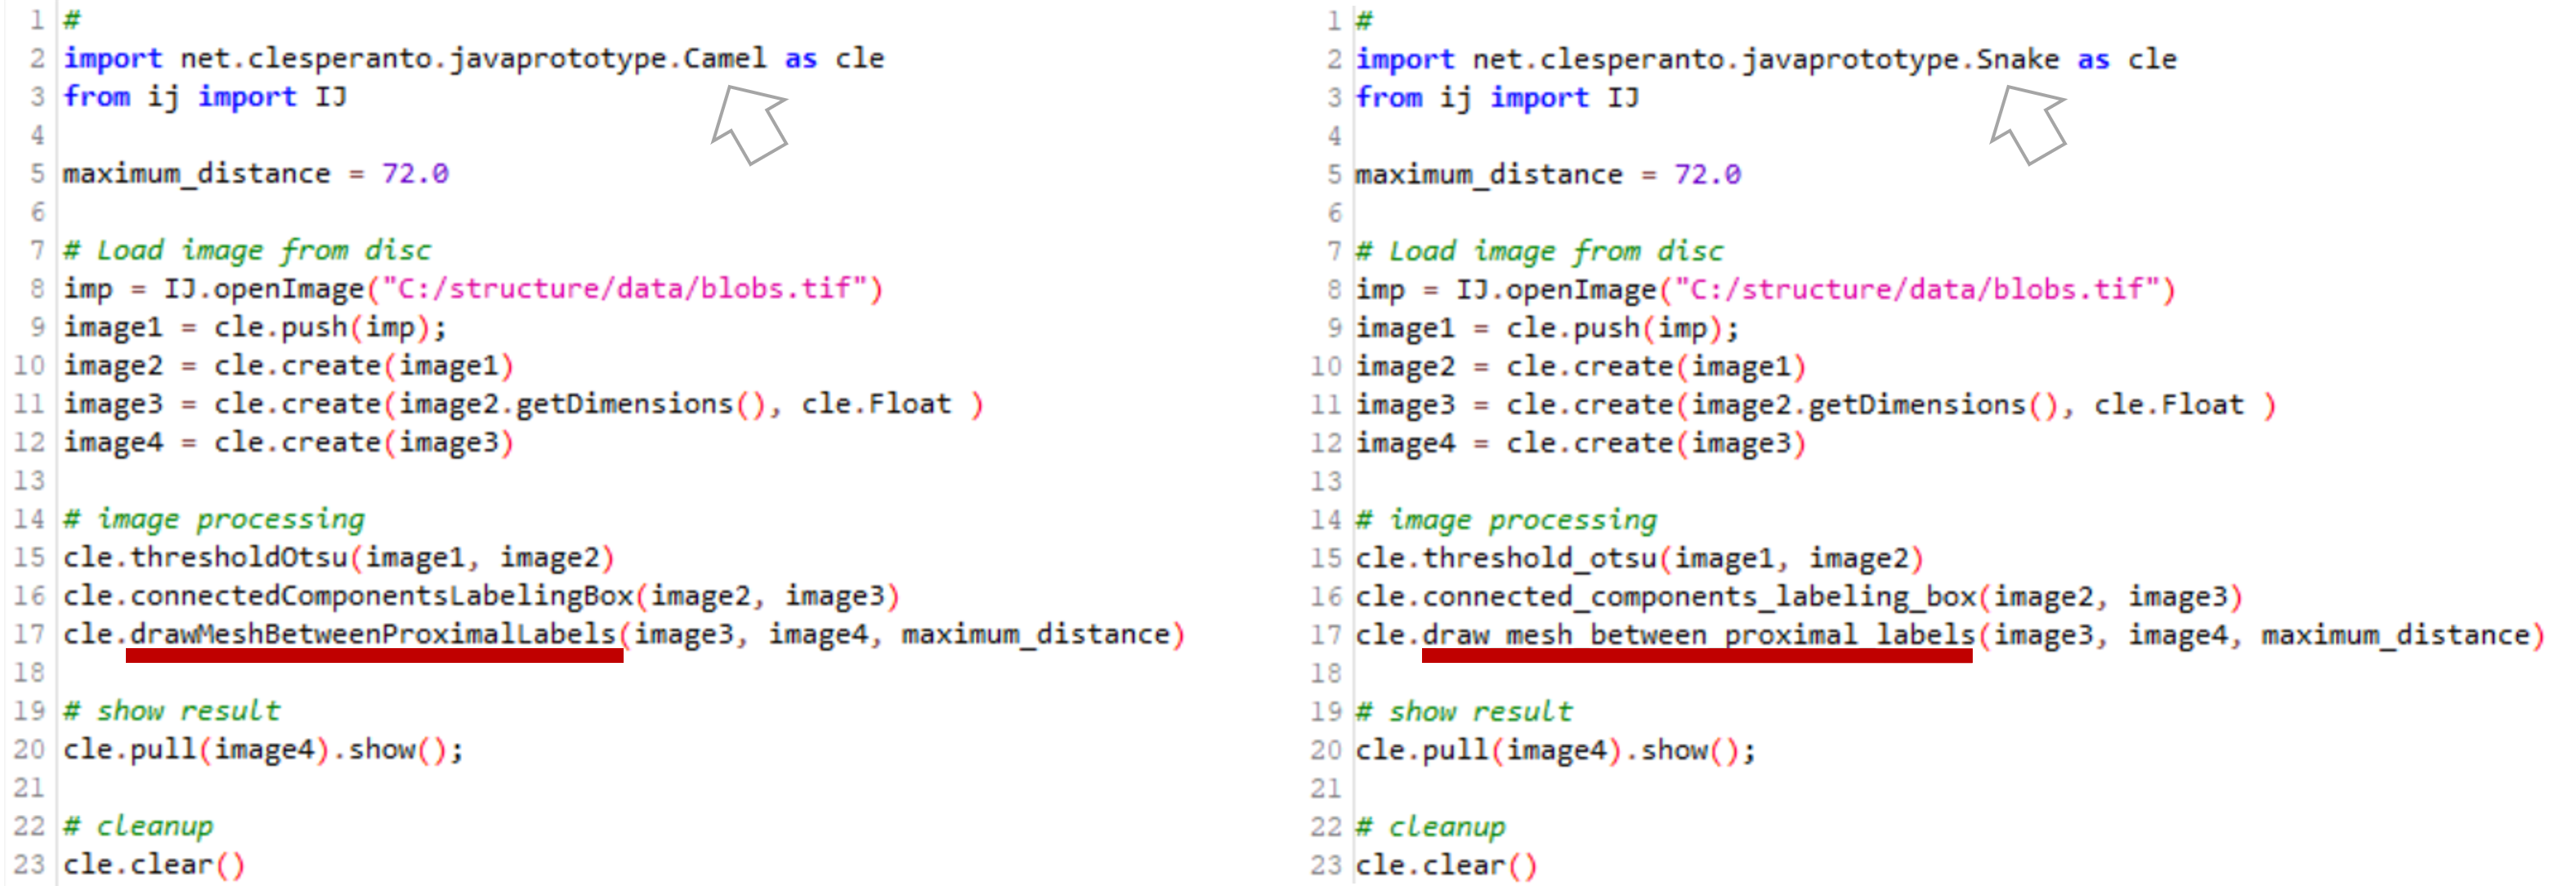 1 #
2 import net.clesperanto.javaprototype.Camel as cle
3 from ij import IJ
4
5 maximum_distance = 72.0
6
7 # Load image from disc
8 imp = IJ.openImage("C:/structure/data/blobs.tif")
9 image1 = cle.push(imp);
10 image2 = cle.create(image1)
11 image3 = cle.create(image2.getDimensions(), cle.Float )
12 image4 = cle.create(image3)
13
14 # image processing
15 cle.thresholdOtsu(image1, image2)
16 cle.connectedComponentsLabelingBox(image2, image3)
17 cle.drawMeshBetweenProximalLabels(image3, image4, maximum_distance)
18
19 # show result
20 cle.pull(image4).show();
21
22 # cleanup
23 cle.clear()
1 #
2 import net.clesperanto.javaprototype.Snake as cle
3 from ij import IJ
4
5 maximum_distance = 72.0
6
7 # Load image from disc
8 imp = IJ.openImage("C:/structure/data/blobs.tif")
9 image1 = cle.push(imp);
10 image2 = cle.create(image1)
11 image3 = cle.create(image2.getDimensions(), cle.Float )
12 image4 = cle.create(image3)
13
14 # image processing
15 cle.threshold_otsu(image1, image2)
16 cle.connected_components_labeling_box(image2, image3)
17 cle.draw_mesh_between_proximal_labels(image3, image4, maximum_distance)
18
19 # show result
20 cle.pull(image4).show();
21
22 # cleanup
23 cle.clear()